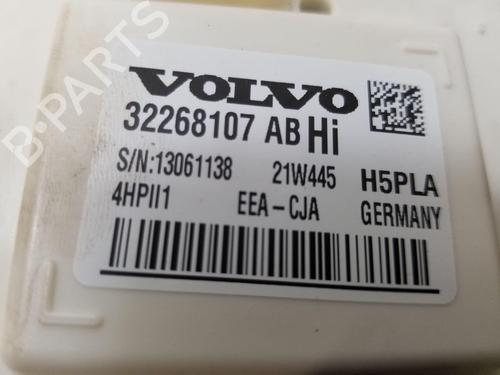 VOLVO
32268107 AB Hi
S/N:13061138 21W445 H5PLA
4HPII1 EEA-CJA GERMANY
B-PARTS